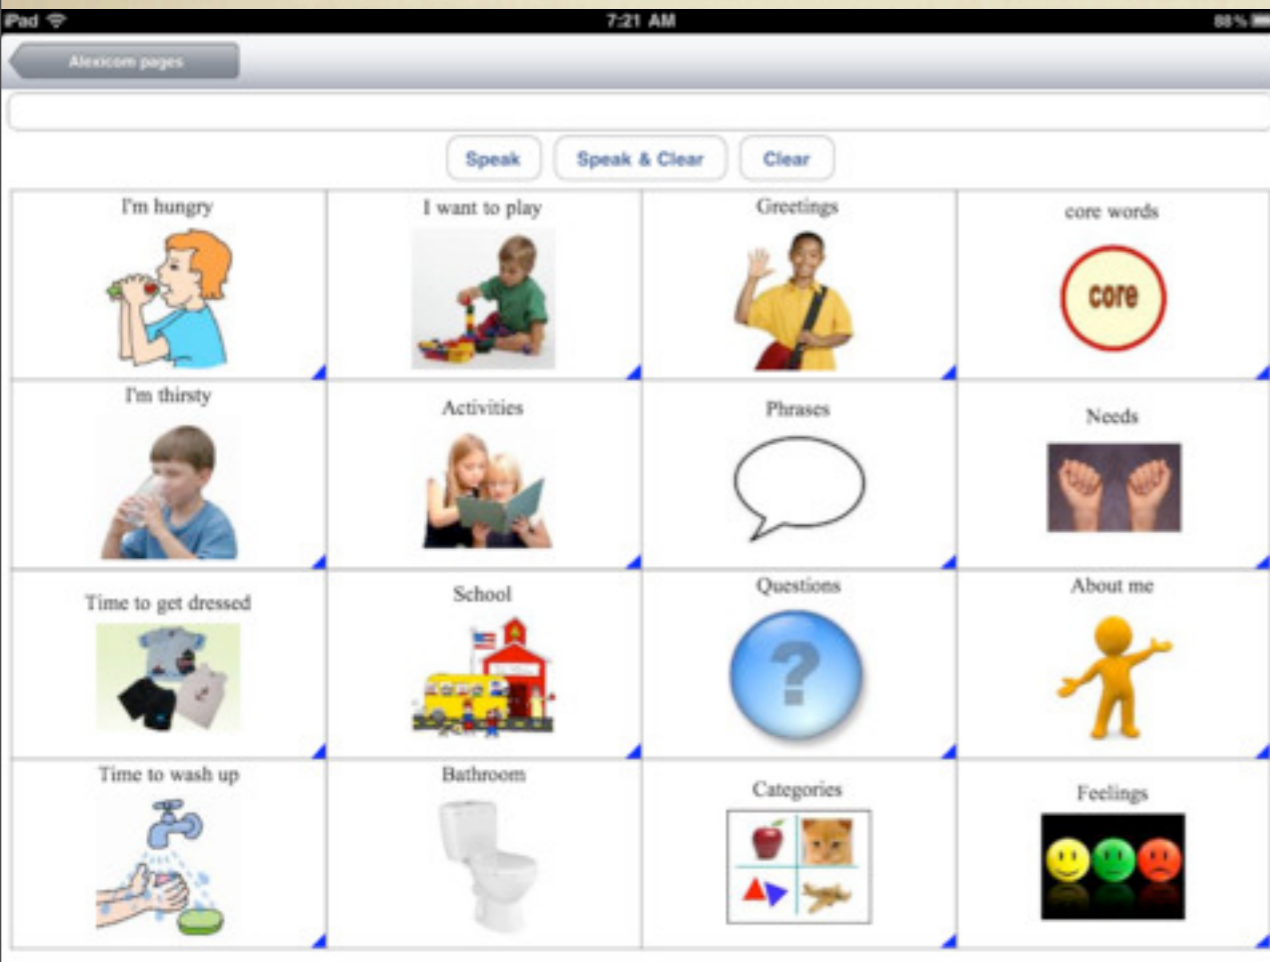 iPad
7:21 AM
88%
Alexicom pages
Speak
Speak & Clear
Clear
I'm hungry
I want to play
Greetings
core words
core
I'm thirsty
Activities
Phrases
Needs
Time to get dressed
School
Questions
About me
?
Time to wash up
Bathroom
Categories
Feelings